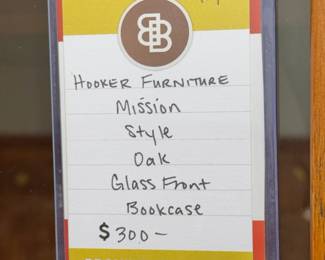 Hooker Furniture
Mission
Style
Oak
Glass Front
Bookcase
$300-